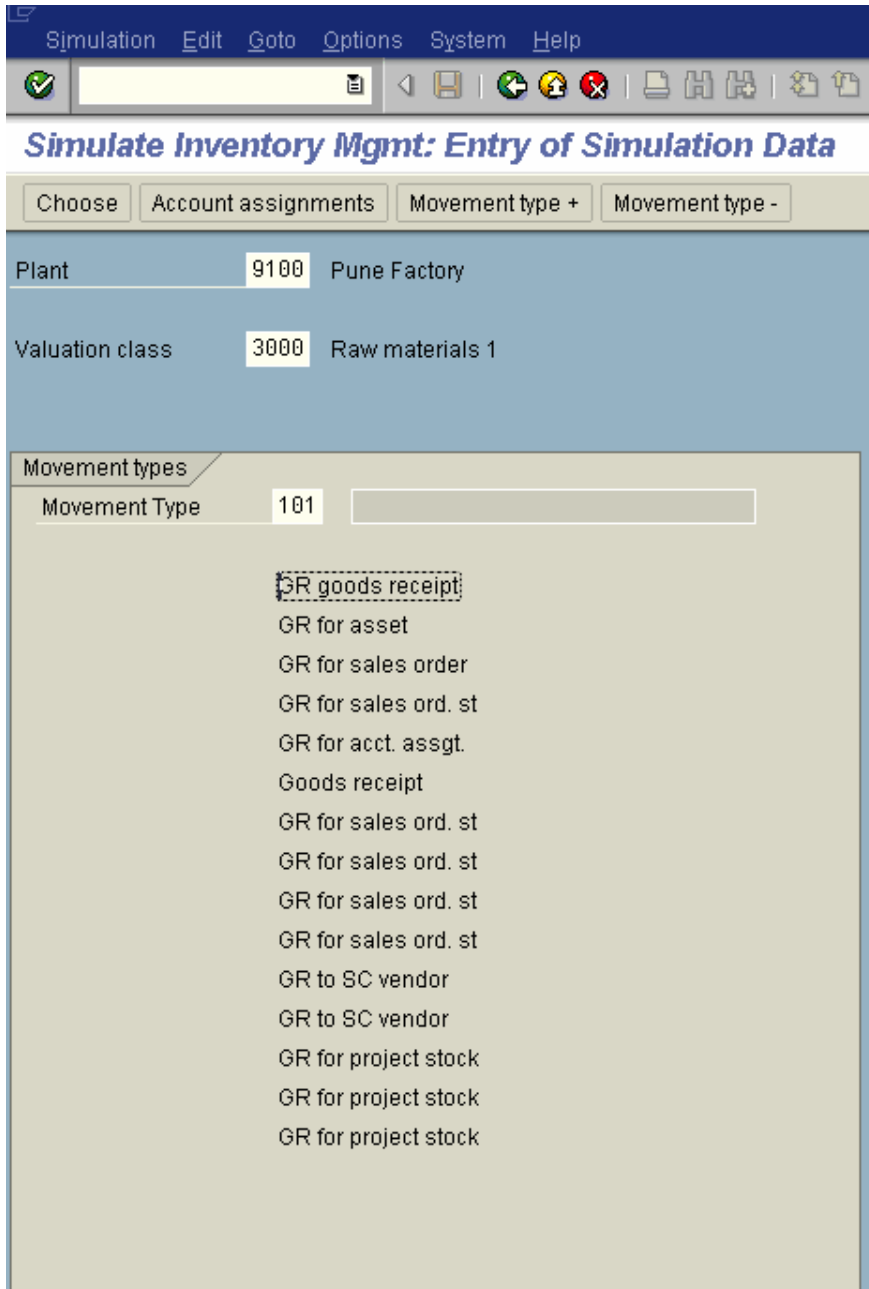 Simulation Edit Goto Options System Help
Simulate Inventory Mgmt: Entry of Simulation Data
Choose Account assignments Movement type + Movement type -
Plant 9100 Pune Factory
Valuation class 3000 Raw materials 1
Movement types
Movement Type 101
GR goods receipt
GR for asset
GR for sales order
GR for sales ord. st
GR for acct. assgt.
Goods receipt
GR for sales ord. st
GR for sales ord. st
GR for sales ord. st
GR for sales ord. st
GR to SC vendor
GR to SC vendor
GR for project stock
GR for project stock
GR for project stock